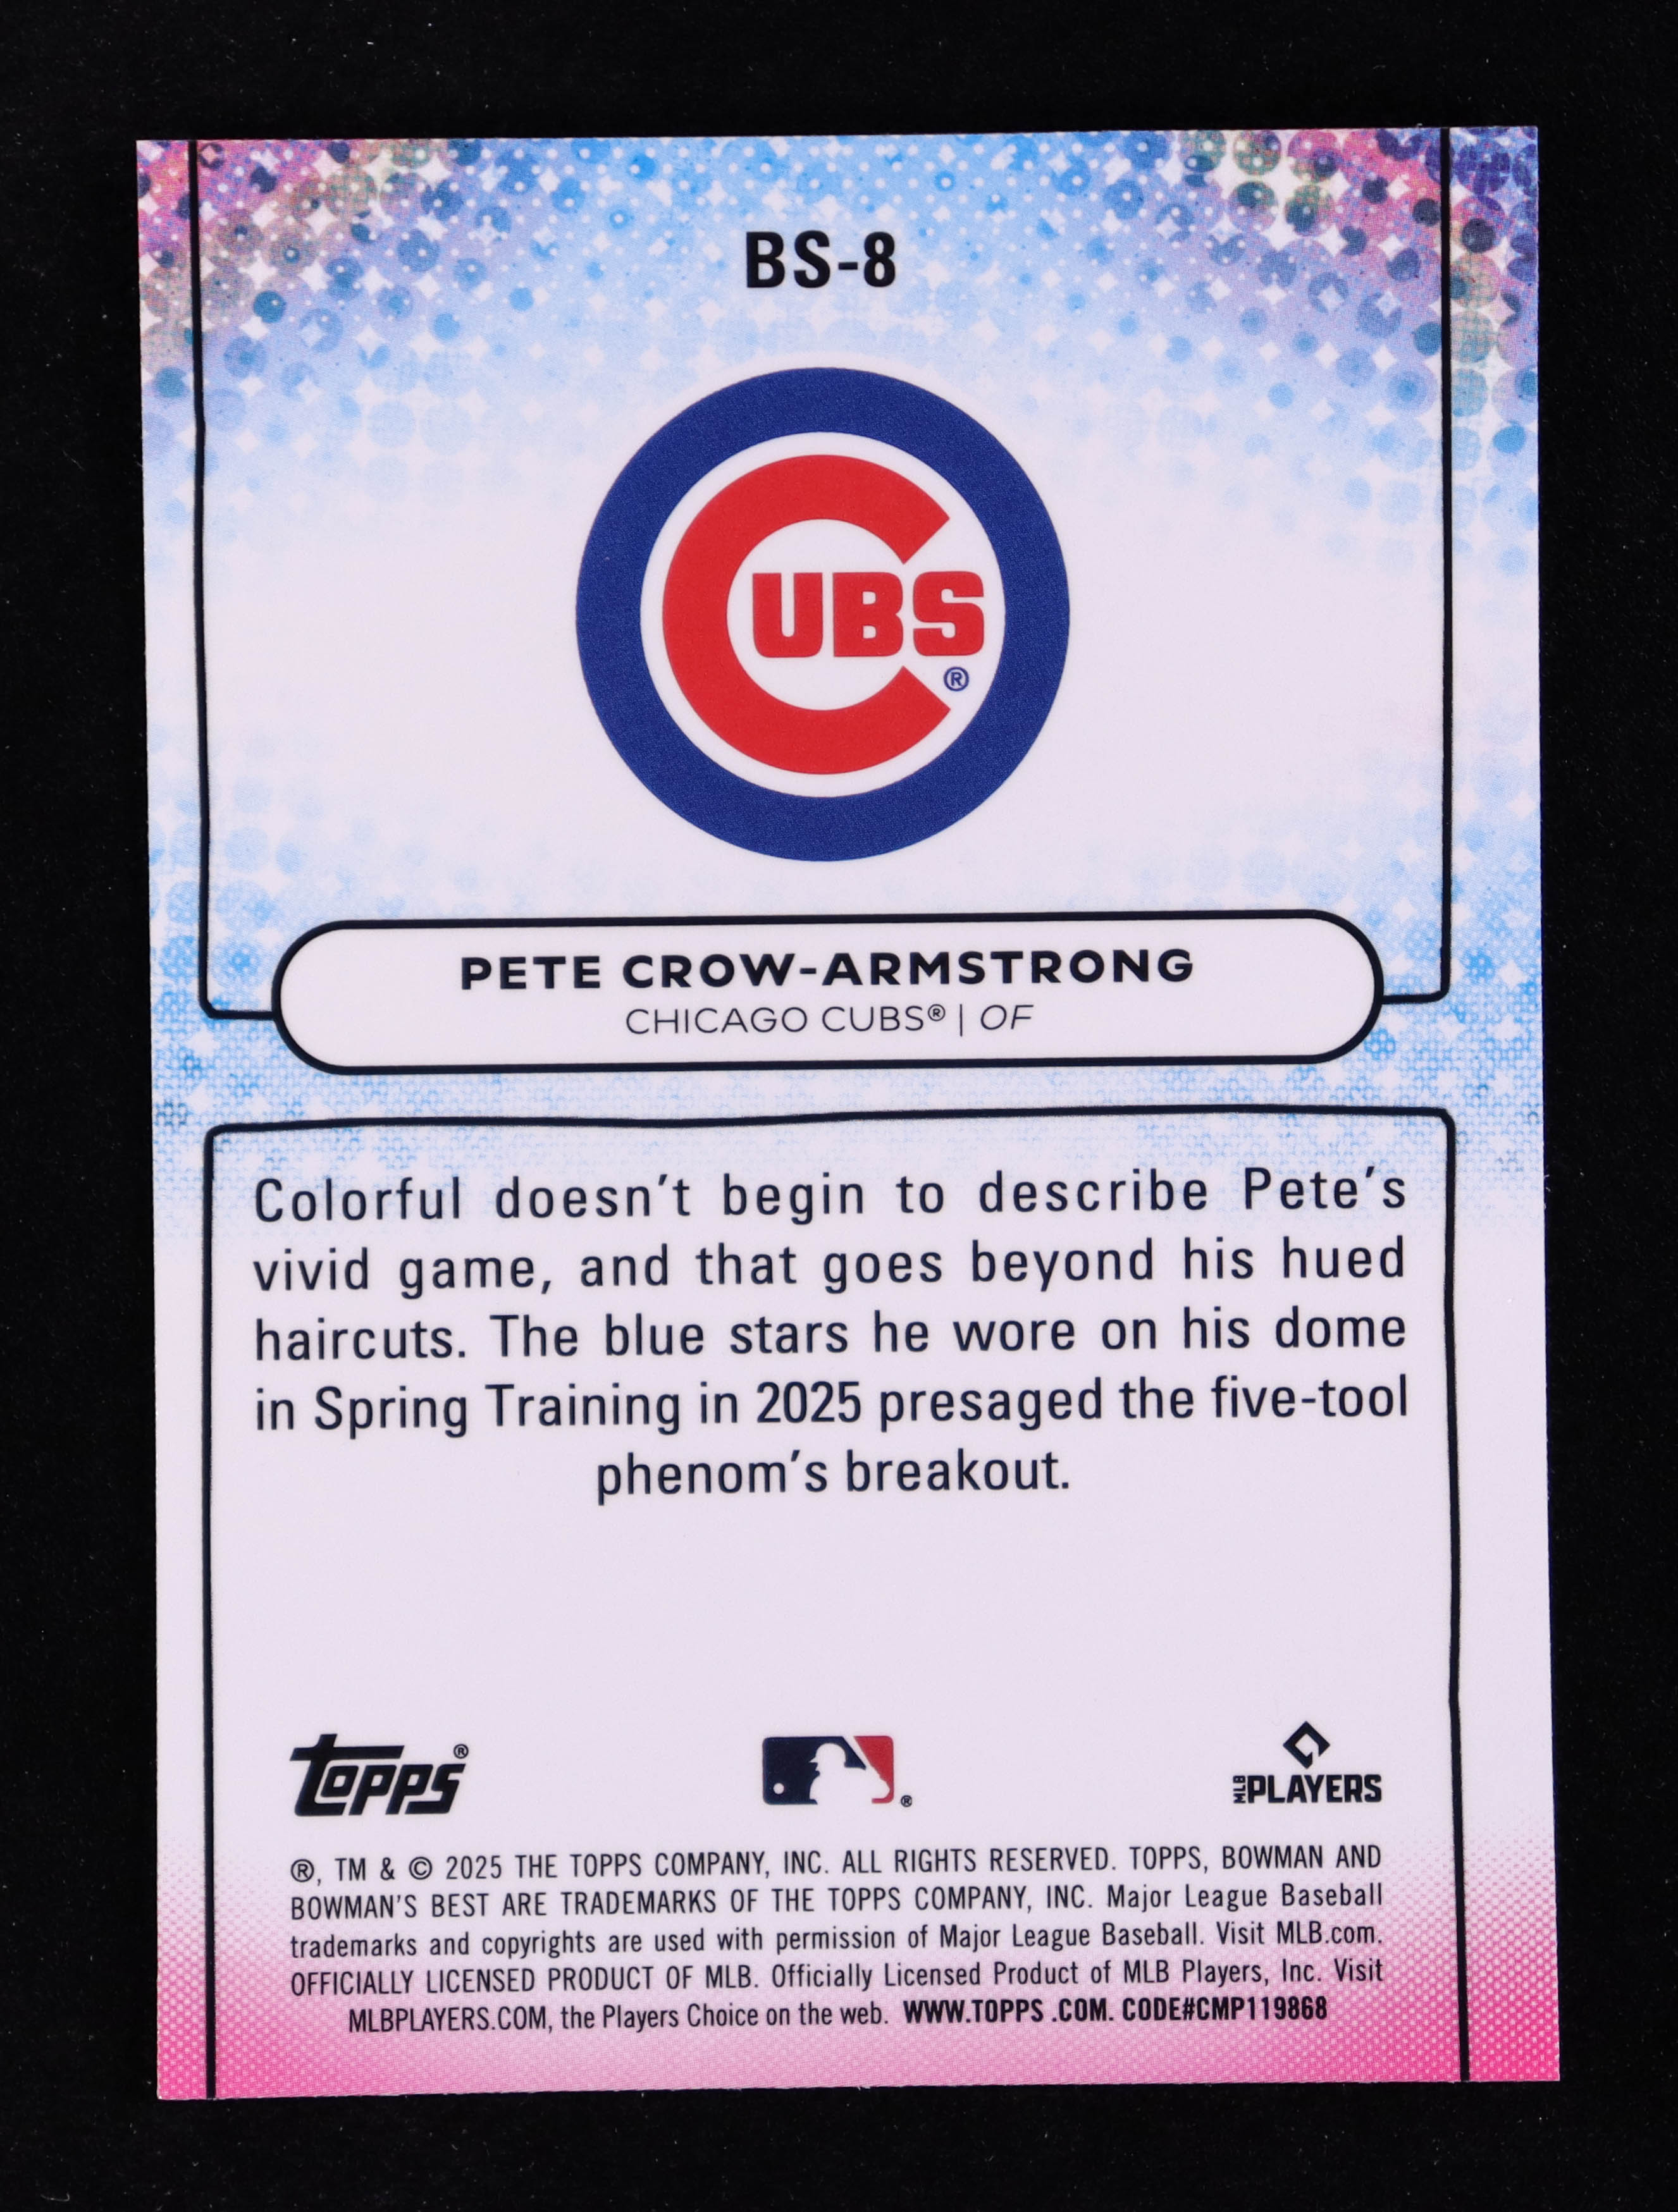 BS-8
CUBS
®
PETE CROW-ARMSTRONG
CHICAGO CUBS® | OF
Colorful doesn't begin to describe Pete's
vivid game, and that goes beyond his hued
haircuts. The blue stars he wore on his dome
in Spring Training in 2025 presaged the five-tool
phenom's breakout.
Topps® ® MLB PLAYERS
®, TM & © 2025 THE TOPPS COMPANY, INC. ALL RIGHTS RESERVED. TOPPS, BOWMAN AND
BOWMAN'S BEST ARE TRADEMARKS OF THE TOPPS COMPANY, INC. Major League Baseball
trademarks and copyrights are used with permission of Major League Baseball. Visit MLB.com.
OFFICIALLY LICENSED PRODUCT OF MLB. Officially Licensed Product of MLB Players, Inc. Visit
MLBPLAYERS.COM, the Players Choice on the web. WWW.TOPPS .COM. CODE#CMP119868